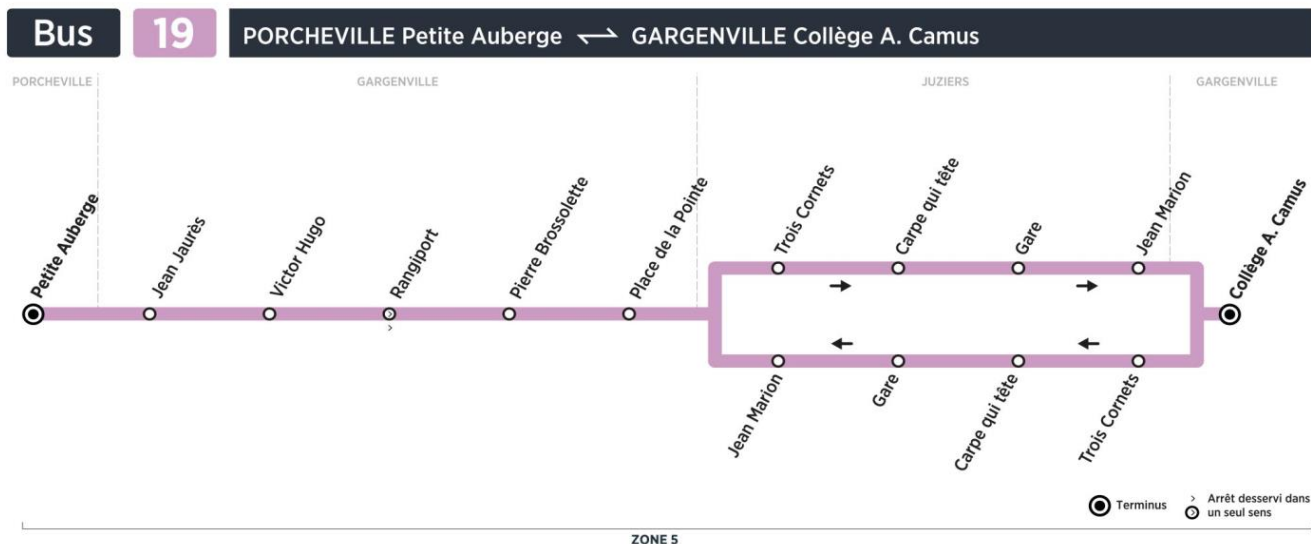 Bus 19 PORCHEVILLE Petite Auberge ⇌ GARGENVILLE Collège A. Camus
PORCHEVILLE
GARGENVILLE
JUZIERS
GARGENVILLE
Petite Auberge
Jean Jaurès
Victor Hugo
Rangiport
Pierre Brossolette
Place de la Pointe
Trois Cornets
Carpe qui tête
Gare
Jean Marion
Collège A. Camus
Jean Marion
Gare
Carpe qui tête
Trois Cornets
Terminus
Arrêt desservi dans
un seul sens
ZONE 5